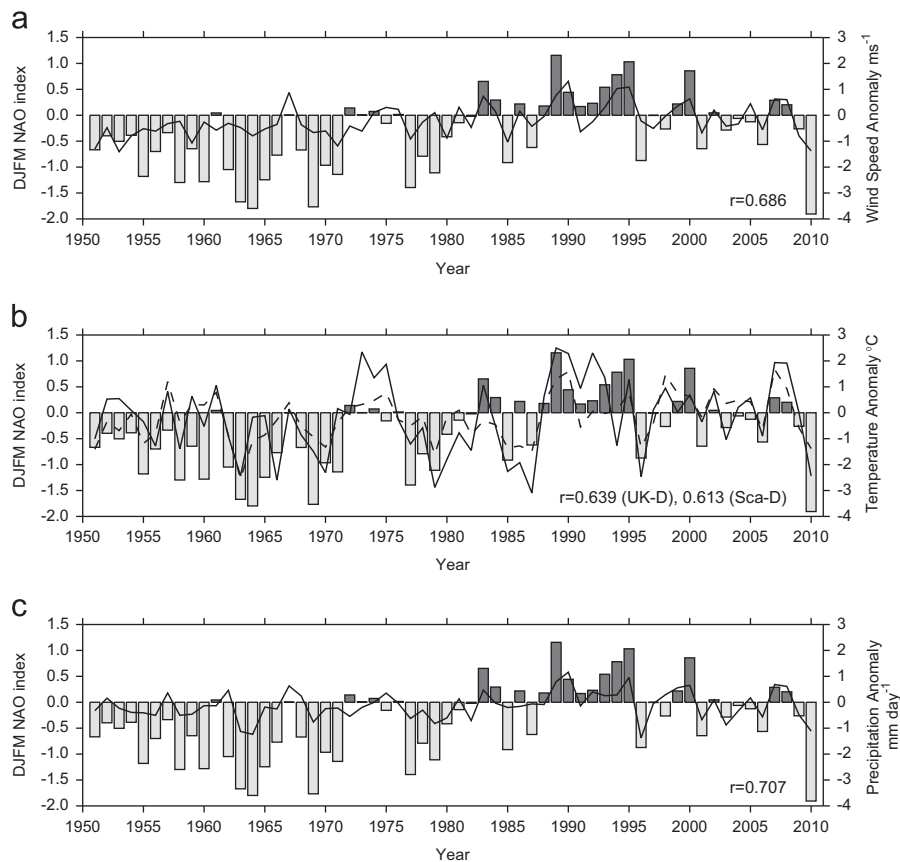 a
1.5
1.0
0.5
0.0
-0.5
-1.0
-1.5
-2.0
DJFM NAO index
3
2
1
0
-1
-2
-3
-4
Wind Speed Anomaly ms-1
r=0.686
1950 1955 1960 1965 1970 1975 1980 1985 1990 1995 2000 2005 2010
Year
b
1.5
1.0
0.5
0.0
-0.5
-1.0
-1.5
-2.0
DJFM NAO index
3
2
1
0
-1
-2
-3
-4
Temperature Anomaly °C
r=0.639 (UK-D), 0.613 (Sca-D)
1950 1955 1960 1965 1970 1975 1980 1985 1990 1995 2000 2005 2010
Year
c
1.5
1.0
0.5
0.0
-0.5
-1.0
-1.5
-2.0
DJFM NAO index
3
2
1
0
-1
-2
-3
-4
Precipitation Anomaly
mm day-1
r=0.707
1950 1955 1960 1965 1970 1975 1980 1985 1990 1995 2000 2005 2010
Year